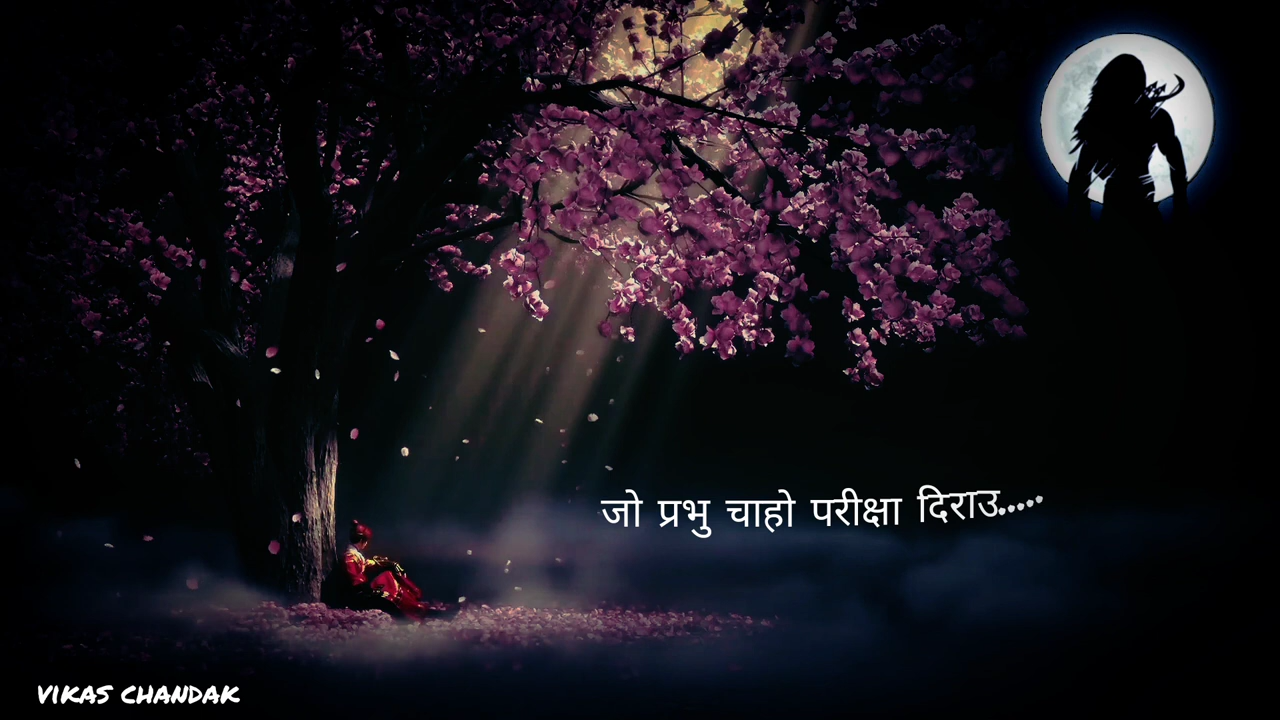 जो प्रभु चाहो परीक्षा दिराउ.....
VIKAS CHANDAK